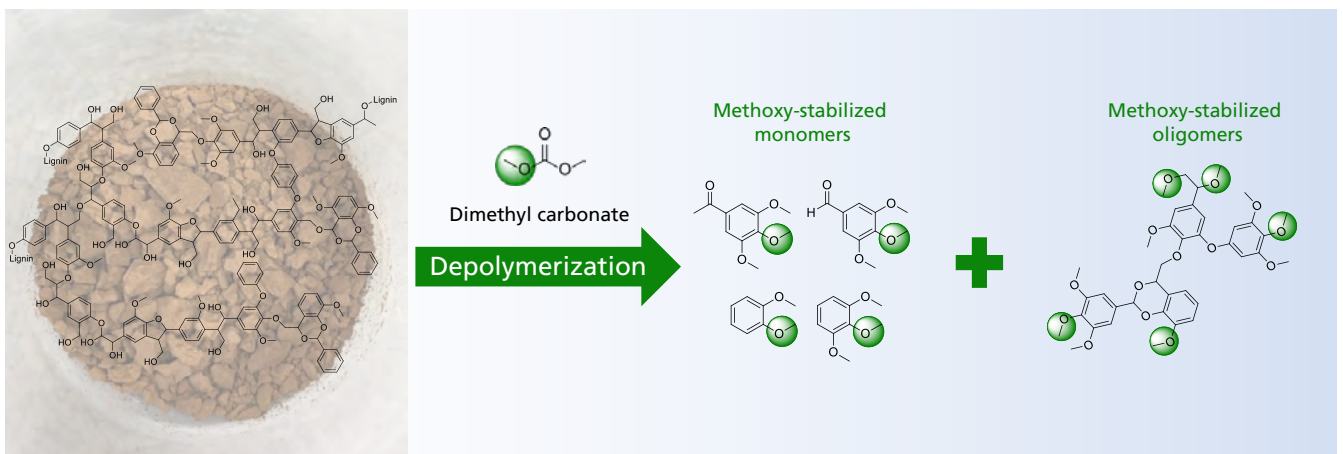 Lignin
Lignin
Lignin
Dimethyl carbonate
Depolymerization
Methoxy-stabilized
monomers
Methoxy-stabilized
oligomers